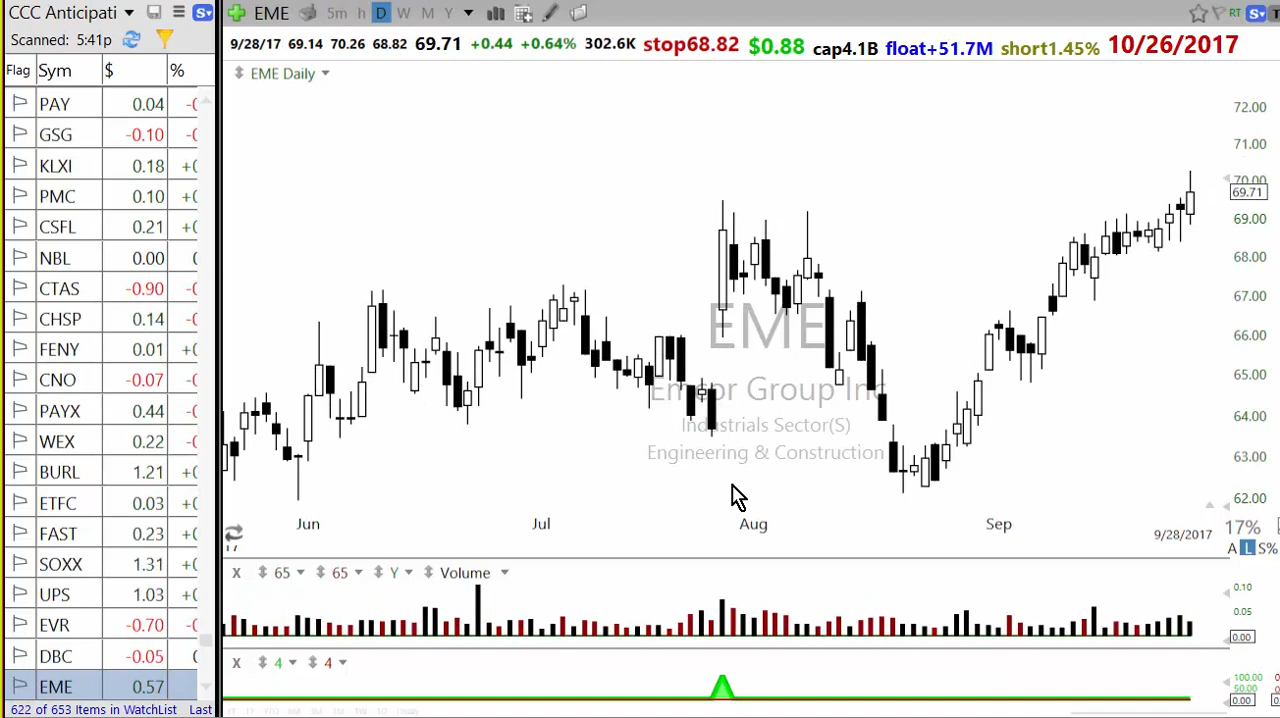 CCC Anticipati
Scanned: 5:41p
Flag Sym $ %
PAY 0.04
GSG -0.10
KLXI 0.18
PMC 0.10
CSFL 0.21
NBL 0.00
CTAS -0.90
CHSP 0.14
FENY 0.01
CNO -0.07
PAYX 0.44
WEX 0.22
BURL 1.21
ETFC 0.03
FAST 0.23
SOXX 1.31
UPS 1.03
EVR -0.70
DBC -0.05
EME 0.57
622 of 653 Items in WatchList Last
EME 5m h D W M Y
RT S
9/28/17 69.14 70.26 68.82 69.71 +0.44 +0.64% 302.6K stop68.82 $0.88 cap4.1B float+51.7M short1.45% 10/26/2017
EME Daily
72.00
71.00
70.00
69.71
69.00
68.00
67.00
66.00
65.00
64.00
63.00
62.00
EME
Emcor Group Inc
Industrials Sector(S)
Engineering & Construction
Jun Jul Aug Sep 9/28/2017
17%
A L S%
X 65 65 Y Volume
0.10
0.05
0.00
X 4 4
100.00
50.00
0.00